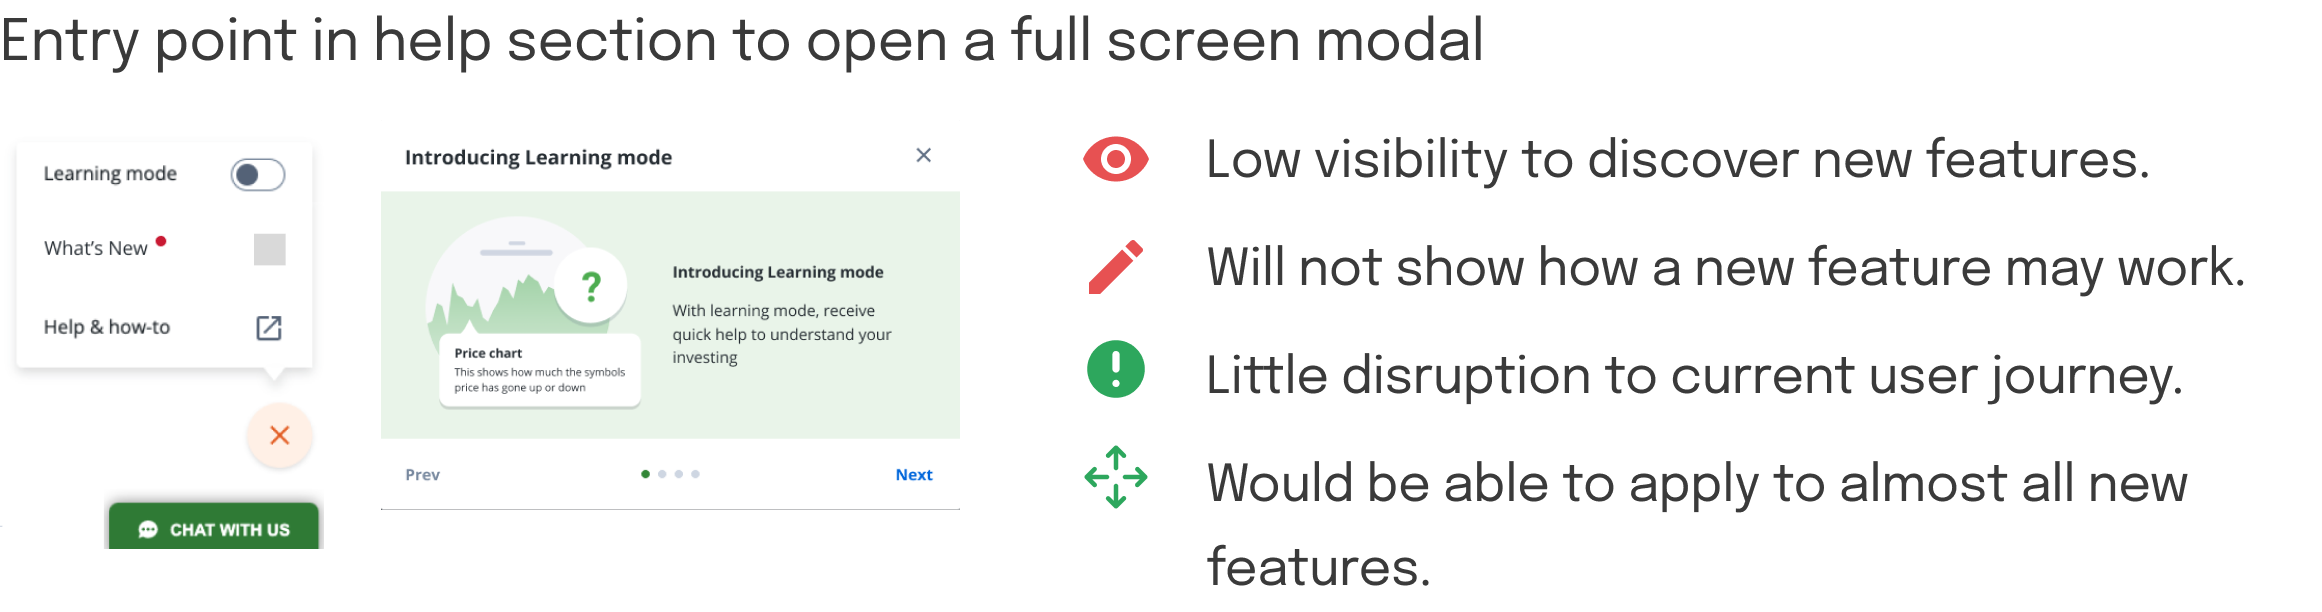 Entry point in help section to open a full screen modal
Learning mode
What's New
Help & how-to
CHAT WITH US
Introducing Learning mode
?
Introducing Learning mode
With learning mode, receive
quick help to understand your
investing
Price chart
This shows how much the symbols
price has gone up or down
Prev
Next
Low visibility to discover new features.
Will not show how a new feature may work.
Little disruption to current user journey.
Would be able to apply to almost all new
features.